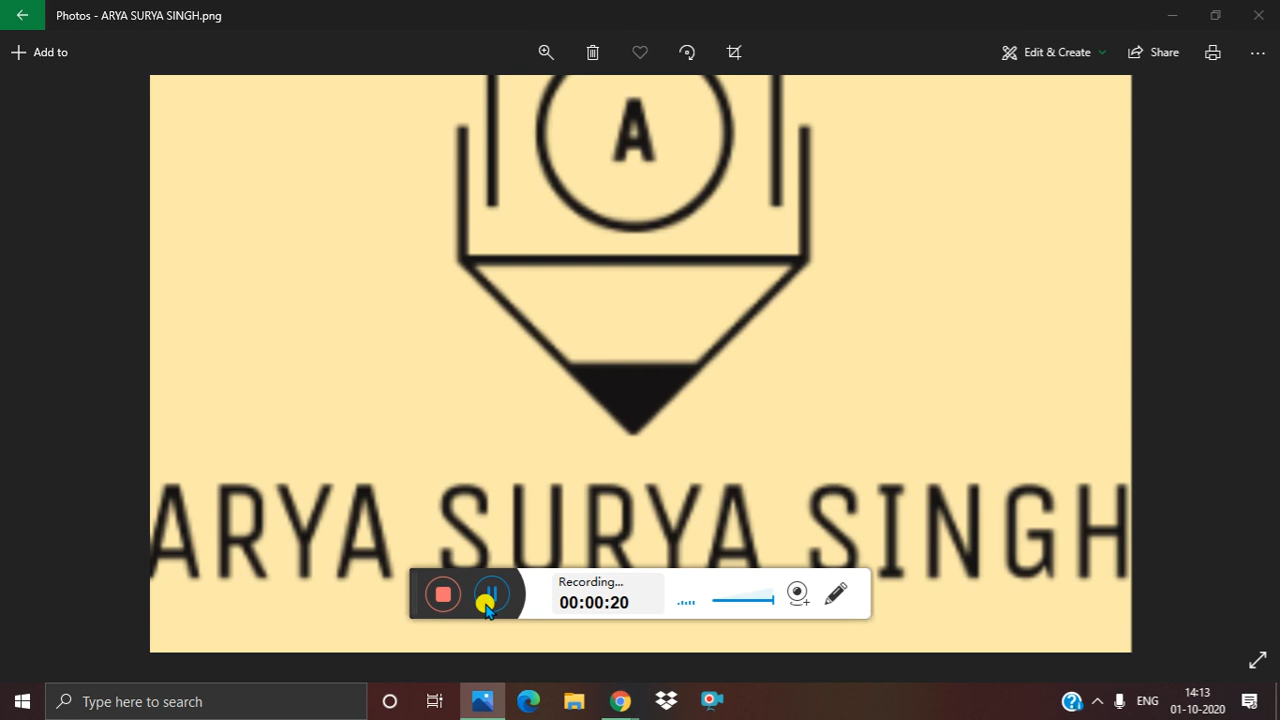 Photos - ARYA SURYA SINGH.png
Add to
Edit & Create
Share
A
ARYA SURYA SINGH
Recording...
00:00:20
Type here to search
ENG
14:13
01-10-2020